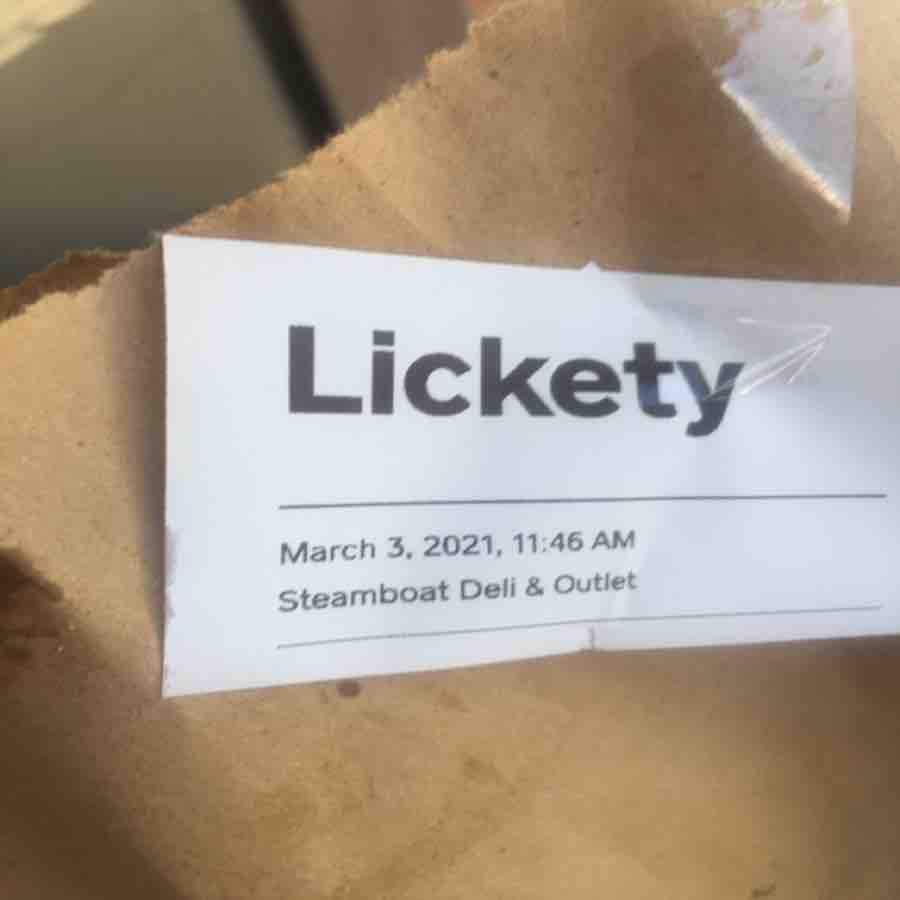 Lickety
March 3, 2021, 11:46 AM
Steamboat Deli & Outlet